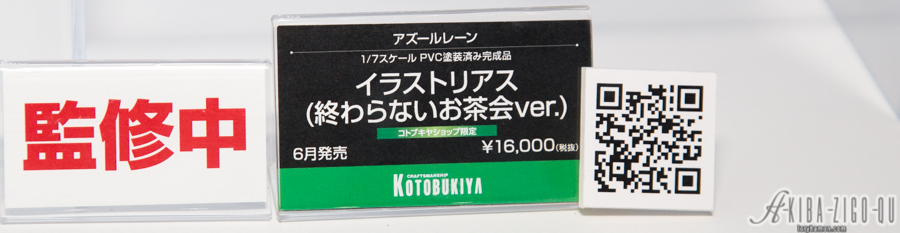 監修中
アズールレーン
1/7スケール PVC塗装済み完成品
イラストリアス
(終わらないお茶会ver.)
コトブキヤショップ限定
6月発売
¥16,000(税抜)
CRAFTSMANSHIP
KOTOBUKIYA
AKIBA-ZIGO-QU